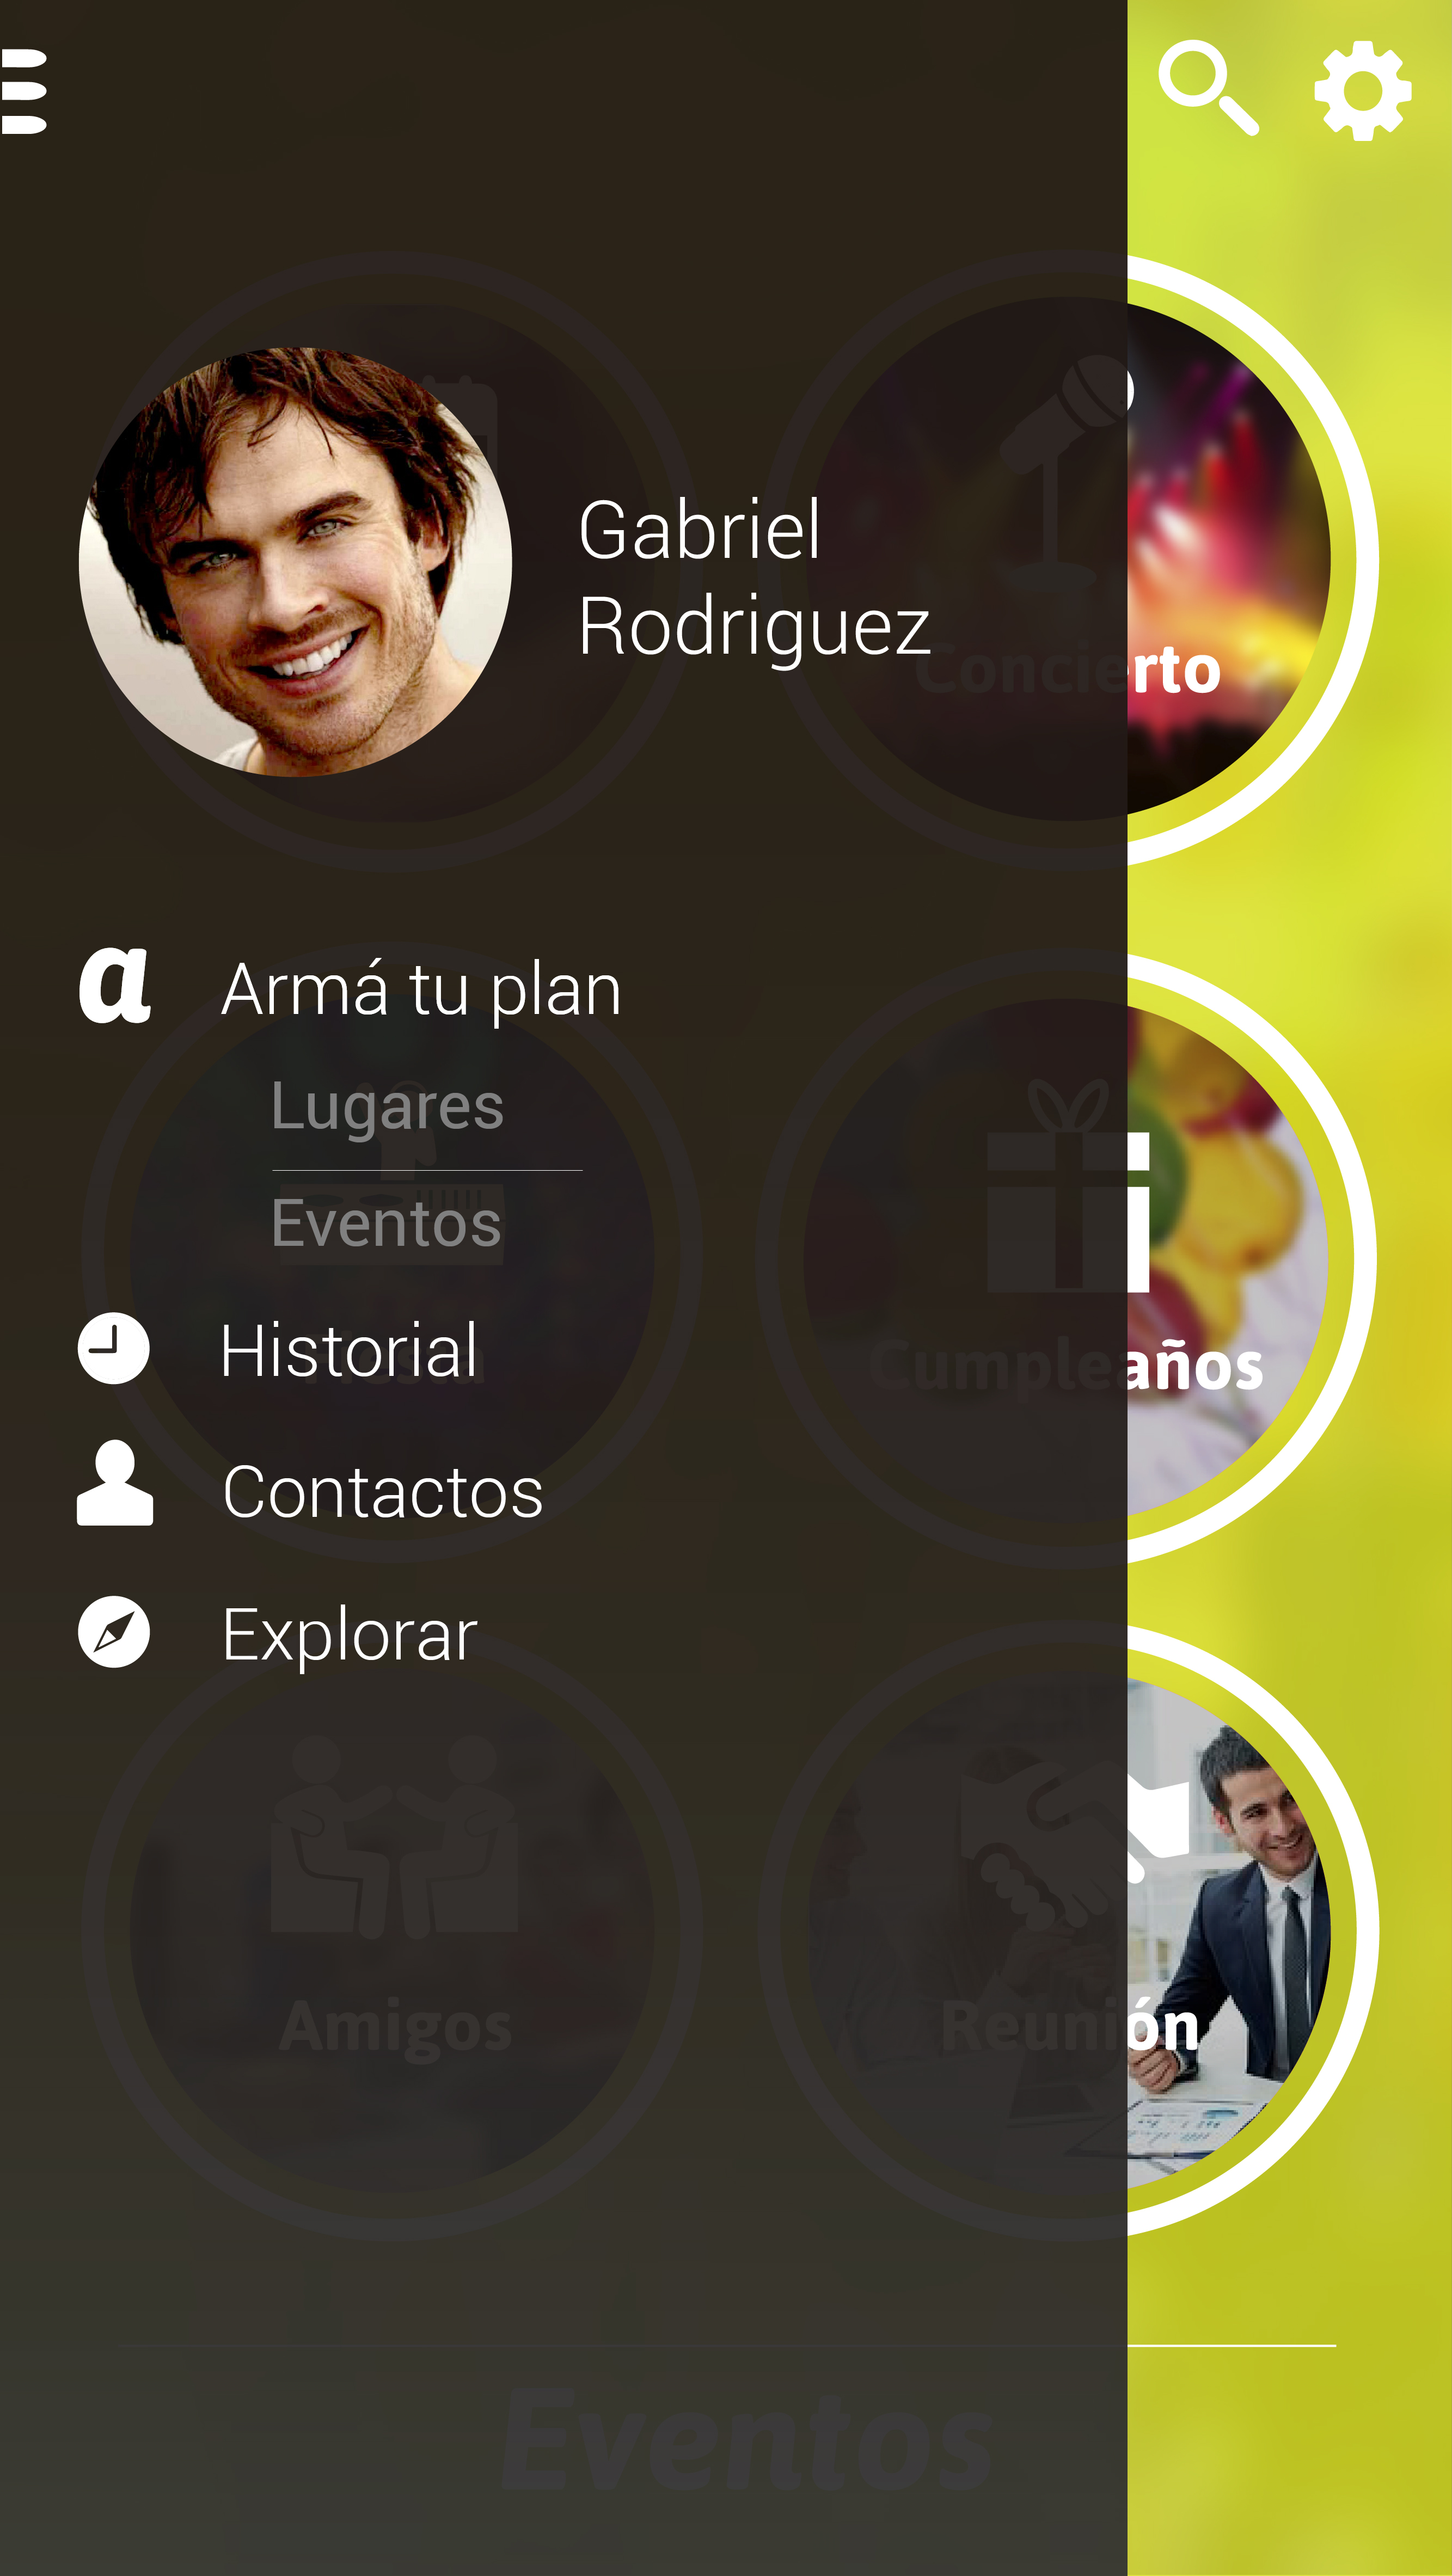 Gabriel
Rodriguez
Concierto
a
Armá tu plan
Lugares
Eventos
Historial
Cumpleaños
Contactos
Explorar
Amigos
Reunión
Eventos